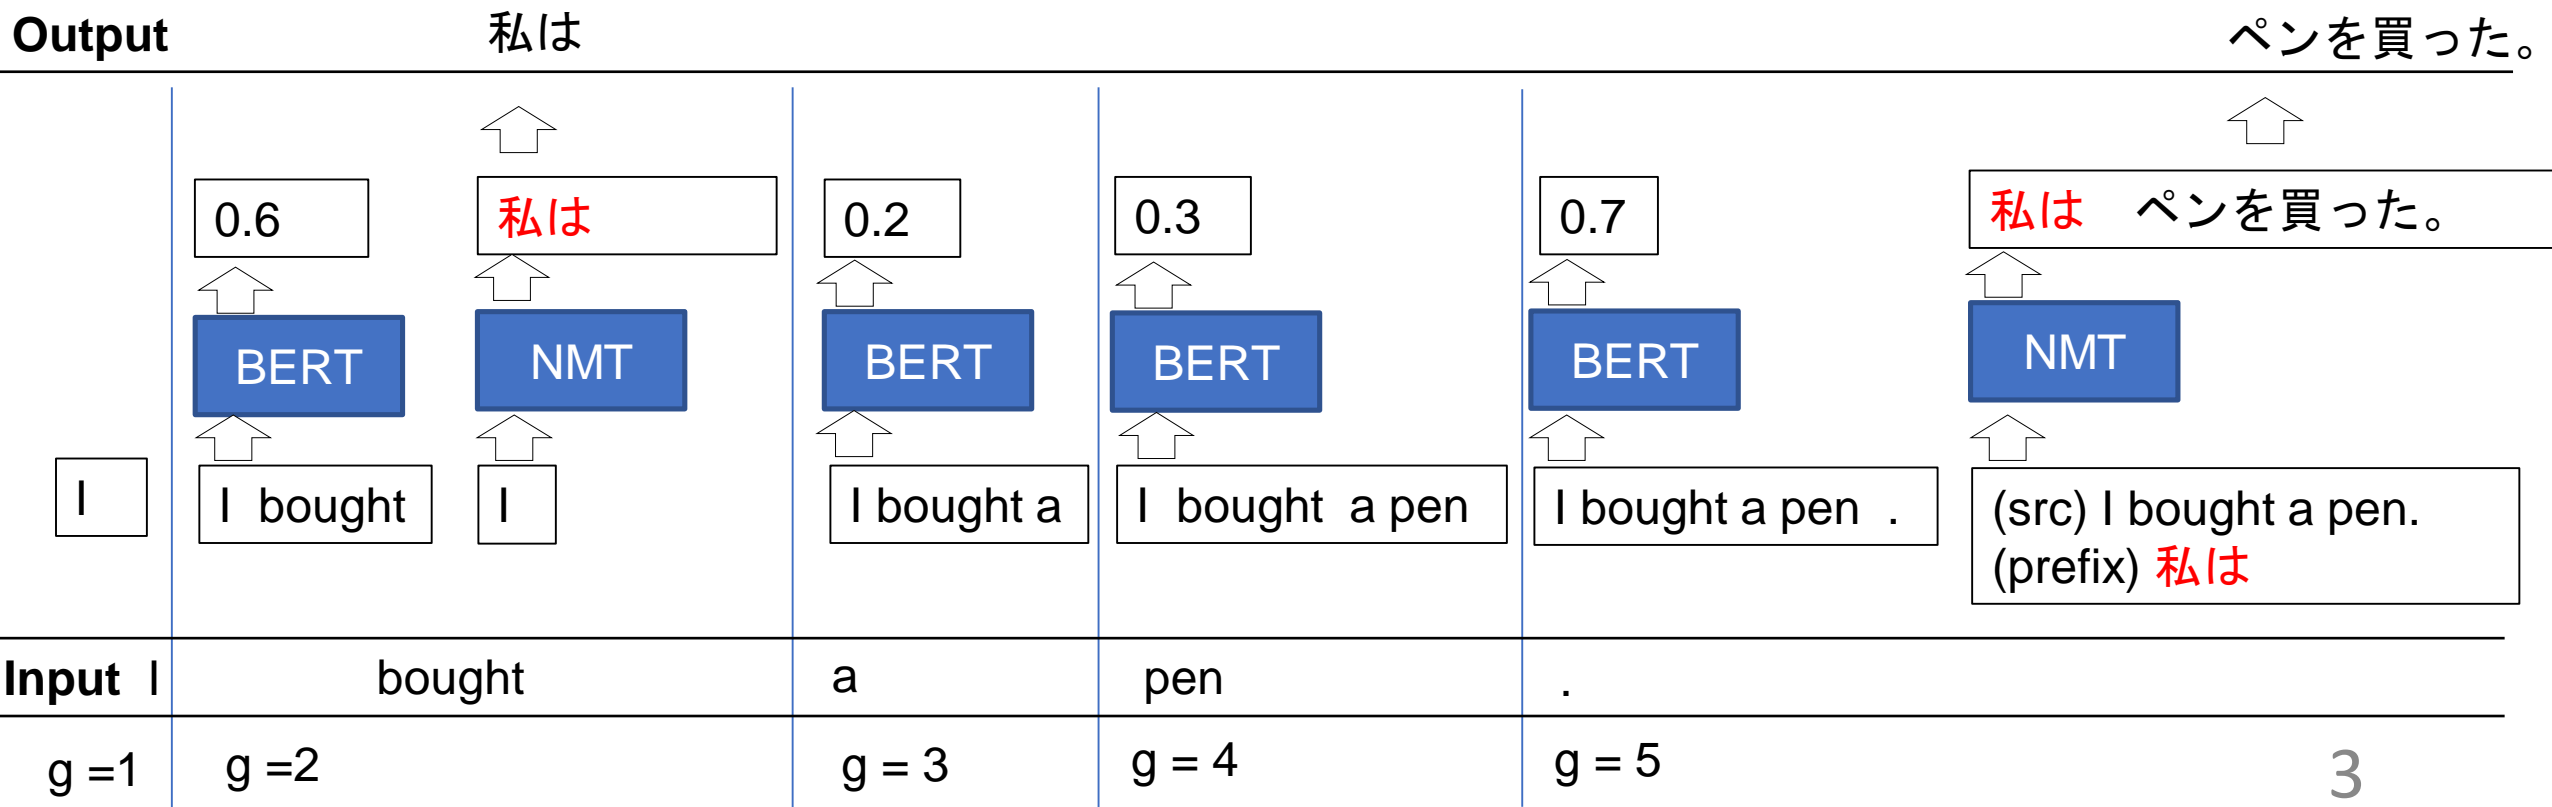 Output 私は ペンを買った。
0.6 私は 0.2 0.3 0.7 私は ペンを買った。
BERT NMT BERT BERT BERT NMT
I I bought I I bought a I bought a pen I bought a pen . (src) I bought a pen.
(prefix) 私は
Input I bought a pen .
g =1 g =2 g = 3 g = 4 g = 5 3